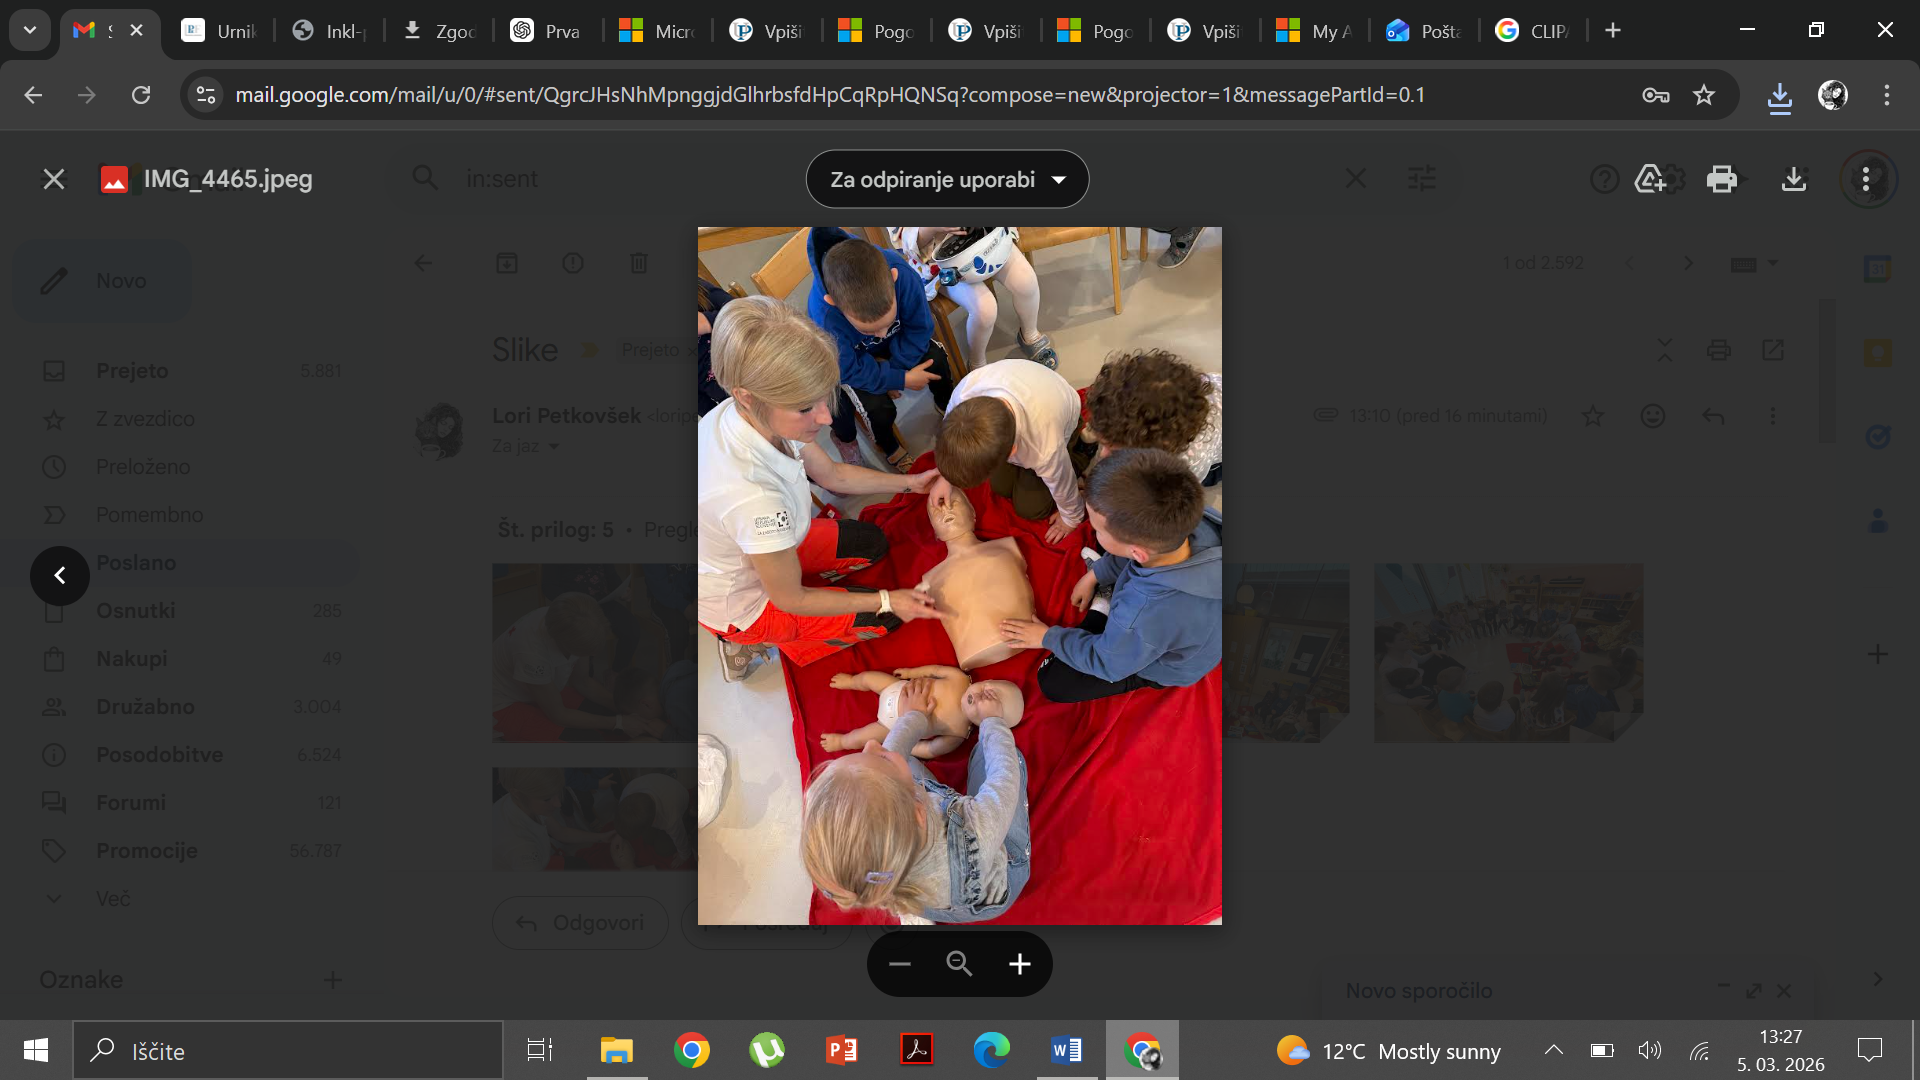 Urnik
Inkl-p
Zgod
Prva
Micro
Vpiši
Pogo
Vpiši
Pogo
Vpiši
My A
Pošta
CLIPA
mail.google.com/mail/u/0/#sent/QgrcJHsNhMpnggjdGlhrbsfdHpCqRpHQNSq?compose=new&projector=1&messagePartId=0.1
IMG_4465.jpeg
in:sent
Za odpiranje uporabi
Novo
1 od 2.592
Slike
Prejeto
Prejeto 5.881
Z zvezdico
Lori Petkovšek <lorip
13:10 (pred 16 minutami)
Za jaz
Preloženo
Pomembno
Št. prilog: 5 • Pregle
Poslano
Osnutki 285
Nakupi 49
Družabno 3.004
Posodobitve 6.524
Forumi 121
Promocije 56.787
Več
Odgovori
Oznake
Novo sporočilo
Iščite
12°C Mostly sunny
13:27
5. 03. 2026